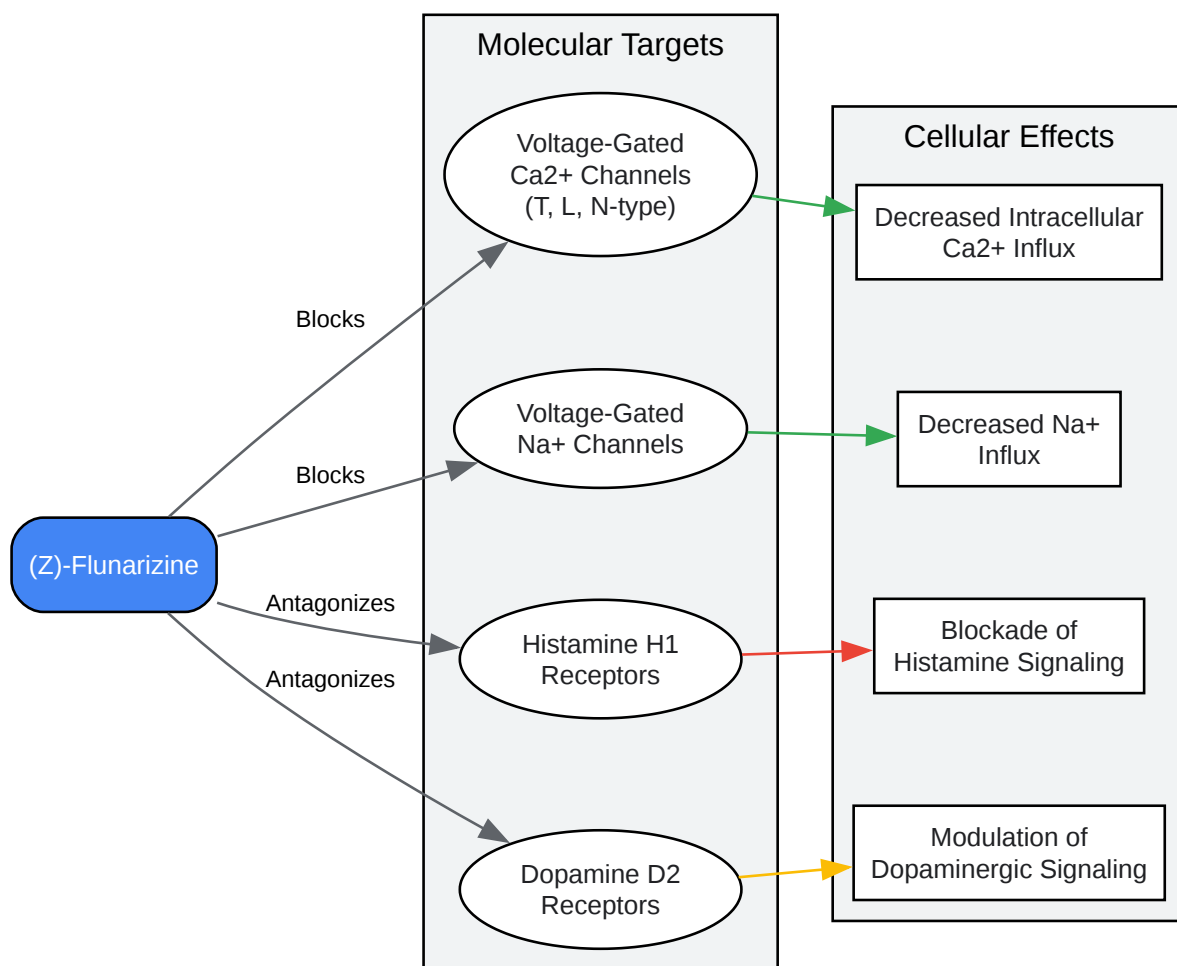 Molecular Targets
Voltage-Gated
Ca2+ Channels
(T, L, N-type)
Cellular Effects
Decreased Intracellular
Ca2+ Influx
Blocks
Voltage-Gated
Na+ Channels
Decreased Na+
Influx
Blocks
(Z)-Flunarizine
Antagonizes
Histamine H1
Receptors
Blockade of
Histamine Signaling
Antagonizes
Dopamine D2
Receptors
Modulation of
Dopaminergic Signaling